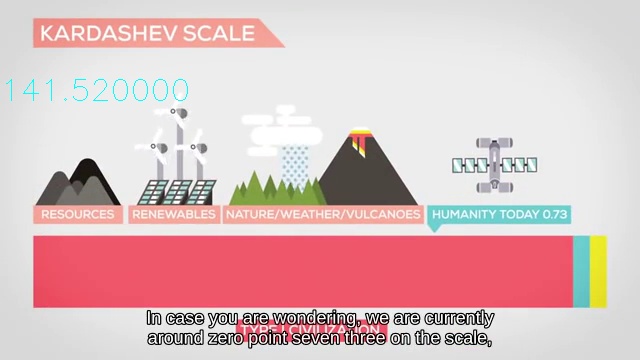 KARDASHEV SCALE
141.520000
RESOURCES
RENEWABLES
NATURE/WEATHER/VULCANOES
HUMANITY TODAY 0.73
TYPE I CIVILIZATION
In case you are wondering, we are currently
around zero point seven three on the scale,